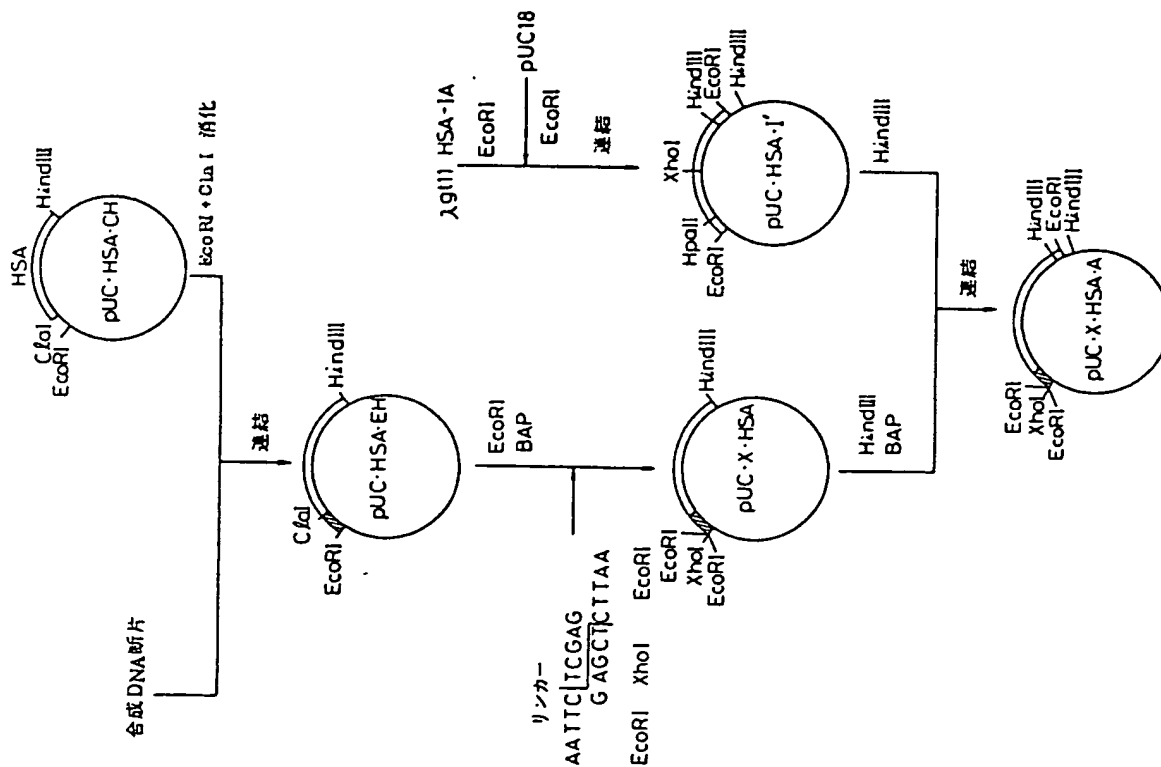 合成DNA断片
HSA
ClaI
EcoRI
HindIII
pUC·HSA·CH
EcoRI + ClaI 消化
連結
ClaI
EcoRI
HindIII
pUC·HSA·EH
EcoRI
BAP
リンカー
AATTCTCGAG
GAGCTCTTAA
EcoRI XhoI EcoRI
EcoRI
XhoI
EcoRI
HindIII
pUC·X·HSA
HindIII
BAP
λgt11 HSA-IA
EcoRI
pUC18
EcoRI
連結
XhoI
HpaII
EcoRI
HindIII
EcoRI
HindIII
pUC·HSA·I'
HindIII
連結
EcoRI
XhoI
EcoRI
HindIII
EcoRI
HindIII
pUC·X·HSA·A